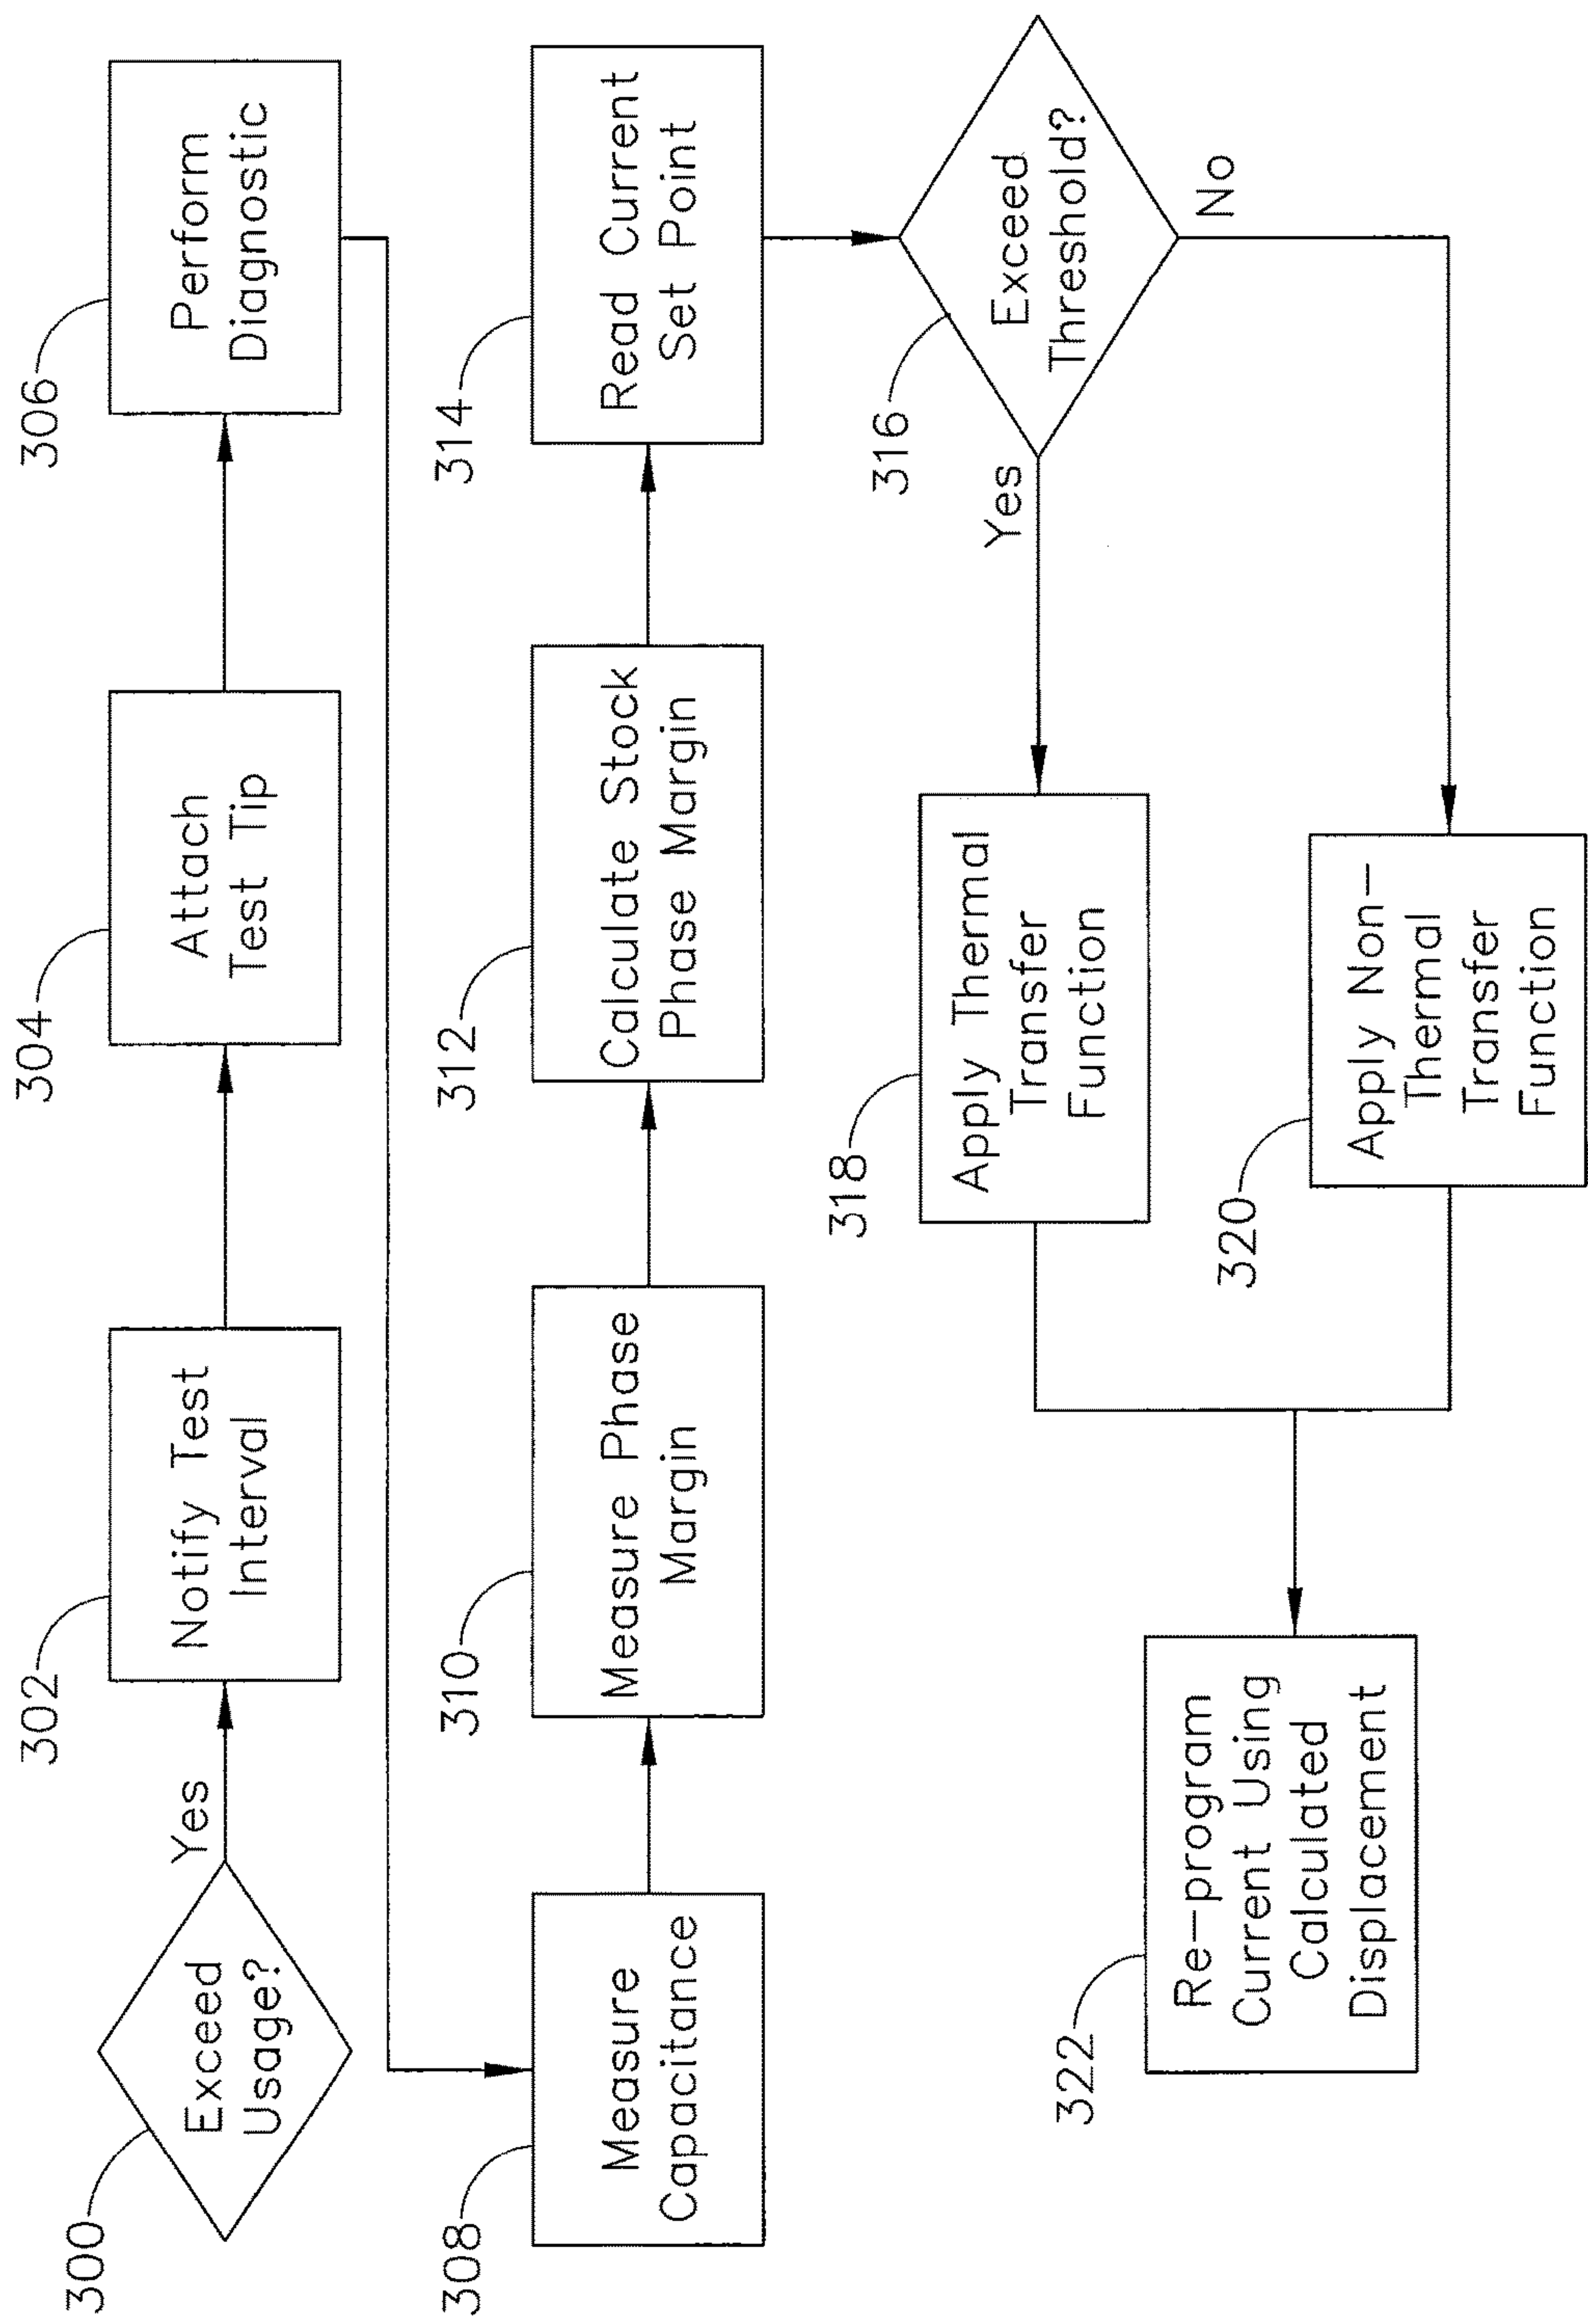 300
Exceed
Usage?
Yes
302
Notify Test
Interval
304
Attach
Test Tip
306
Perform
Diagnostic
308
Measure
Capacitance
310
Measure Phase
Margin
312
Calculate Stock
Phase Margin
314
Read Current
Set Point
316
Exceed
Threshold?
Yes
No
318
Apply Thermal
Transfer
Function
320
Apply Non-
Thermal
Transfer
Function
322
Re-program
Current Using
Calculated
Displacement